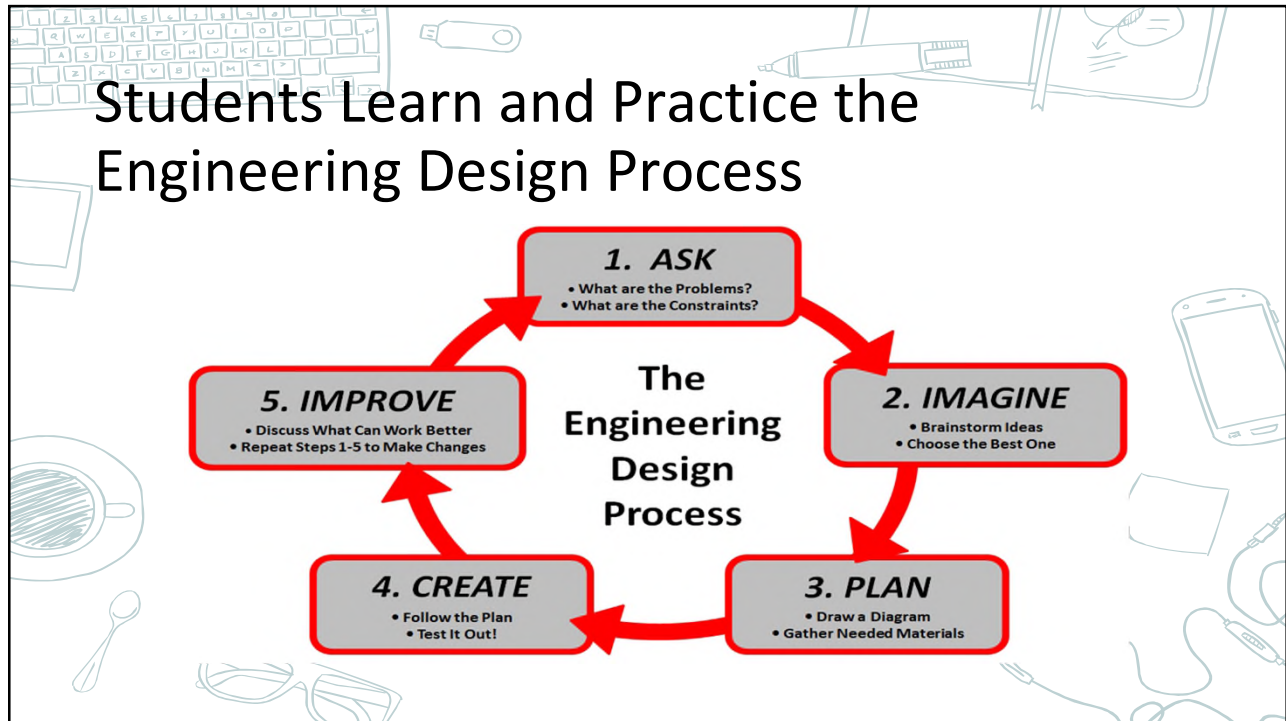 Students Learn and Practice the
Engineering Design Process
1. ASK
• What are the Problems?
• What are the Constraints?
The
Engineering
Design
Process
2. IMAGINE
• Brainstorm Ideas
• Choose the Best One
3. PLAN
• Draw a Diagram
• Gather Needed Materials
4. CREATE
• Follow the Plan
• Test It Out!
5. IMPROVE
• Discuss What Can Work Better
• Repeat Steps 1-5 to Make Changes